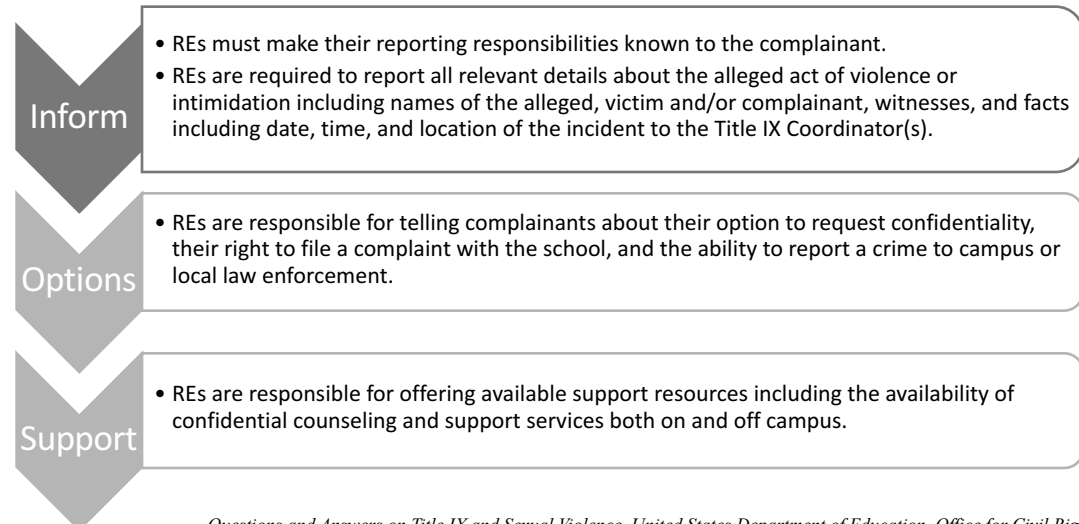 Inform
• REs must make their reporting responsibilities known to the complainant.
• REs are required to report all relevant details about the alleged act of violence or
intimidation including names of the alleged, victim and/or complainant, witnesses, and facts
including date, time, and location of the incident to the Title IX Coordinator(s).
Options
• REs are responsible for telling complainants about their option to request confidentiality,
their right to file a complaint with the school, and the ability to report a crime to campus or
local law enforcement.
Support
• REs are responsible for offering available support resources including the availability of
confidential counseling and support services both on and off campus.
Questions and Answers on Title IX and Sexual Violence, United States Department of Education, Office for Civil